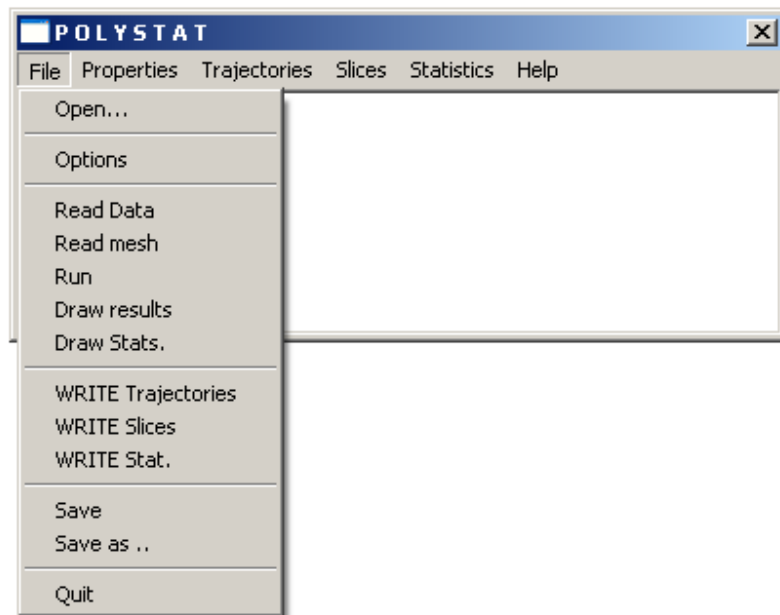 POLYSTAT
File Properties Trajectories Slices Statistics Help
Open...
Options
Read Data
Read mesh
Run
Draw results
Draw Stats.
WRITE Trajectories
WRITE Slices
WRITE Stat.
Save
Save as ..
Quit